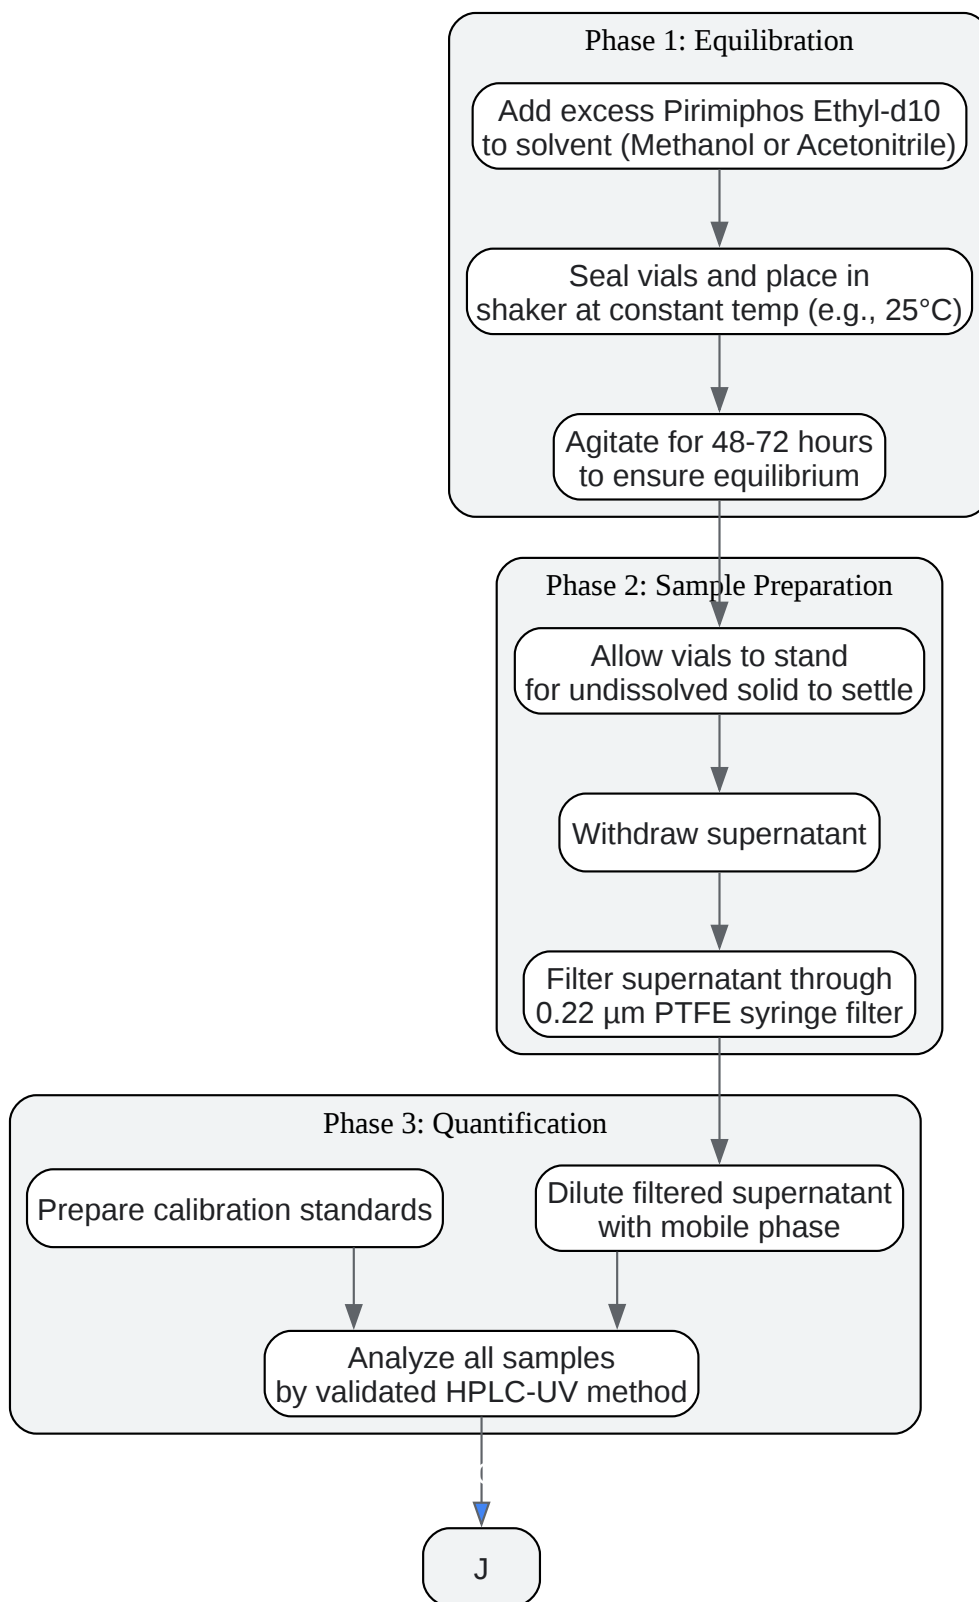 Phase 1: Equilibration
Add excess Pirimiphos Ethyl-d10
to solvent (Methanol or Acetonitrile)
Seal vials and place in
shaker at constant temp (e.g., 25°C)
Agitate for 48-72 hours
to ensure equilibrium
Phase 2: Sample Preparation
Allow vials to stand
for undissolved solid to settle
Withdraw supernatant
Filter supernatant through
0.22 µm PTFE syringe filter
Phase 3: Quantification
Prepare calibration standards
Dilute filtered supernatant
with mobile phase
Analyze all samples
by validated HPLC-UV method
J